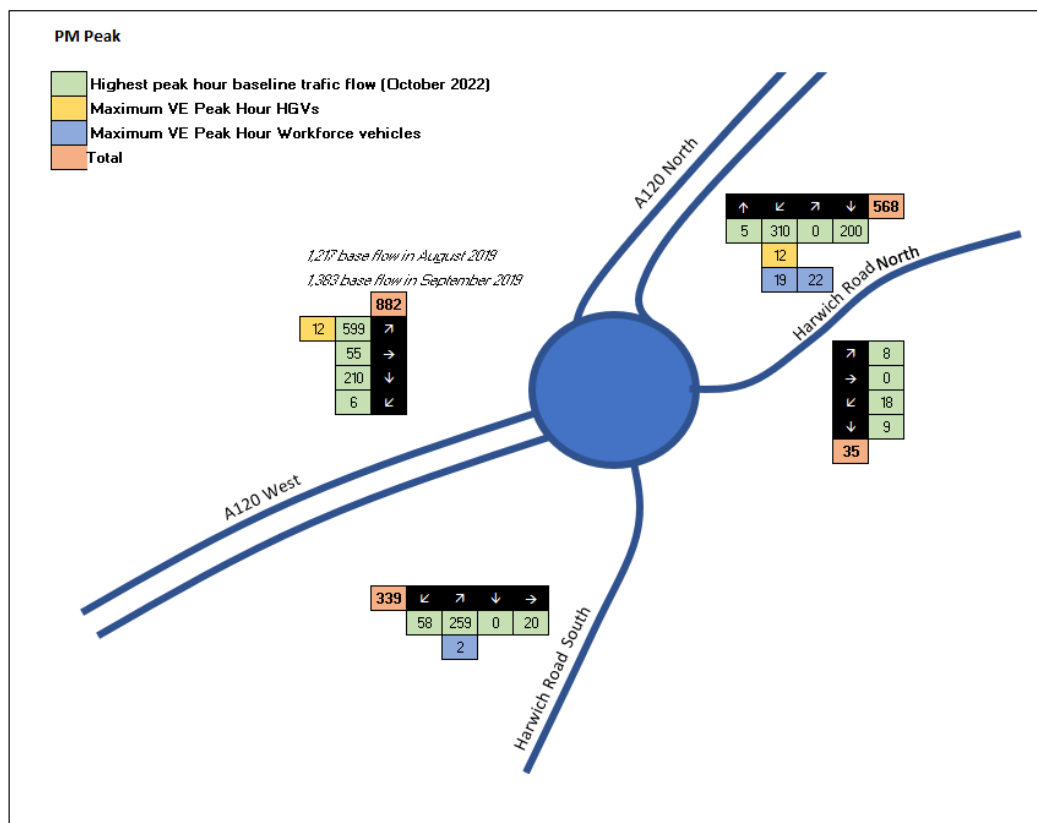 PM Peak
Highest peak hour baseline trafic flow (October 2022)
Maximum VE Peak Hour HGVs
Maximum VE Peak Hour Workforce vehicles
Total
A120 North
↑ ↙ ↗ ↓ 568
5 310 0 200
12
19 22
1,217 base flow in August 2019
1,383 base flow in September 2019
882
12 599 ↗
55 →
210 ↓
6 ↙
Harwich Road North
↗ 8
→ 0
↙ 18
↓ 9
35
A120 West
339 ↙ ↗ ↓ →
58 259 0 20
2
Harwich Road South